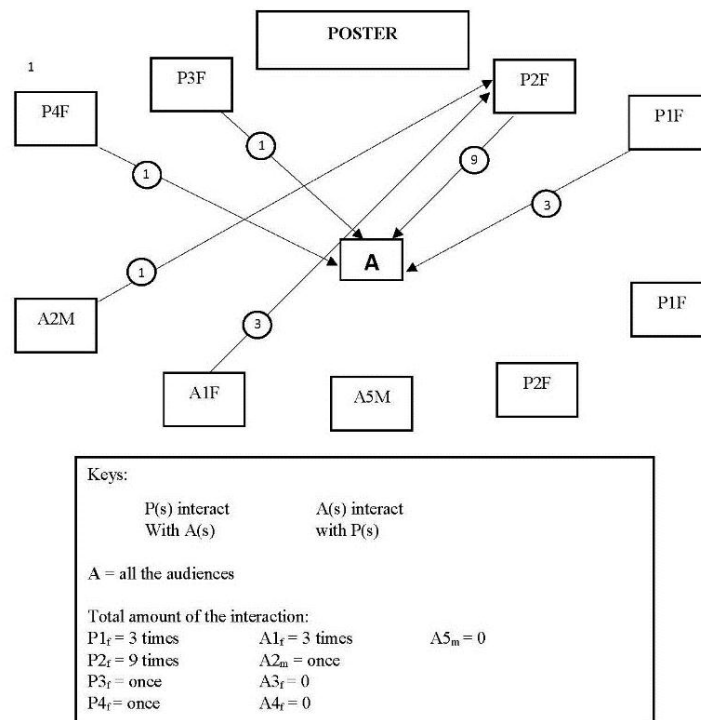 POSTER
1
P3F
P2F
P4F
P1F
1
9
1
3
A
1
P1F
A2M
3
P2F
A1F
A5M
Keys:
P(s) interact A(s) interact
With A(s) with P(s)
A = all the audiences
Total amount of the interaction:
P1f = 3 times A1f = 3 times A5m = 0
P2f = 9 times A2m = once
P3f = once A3f = 0
P4f = once A4f = 0